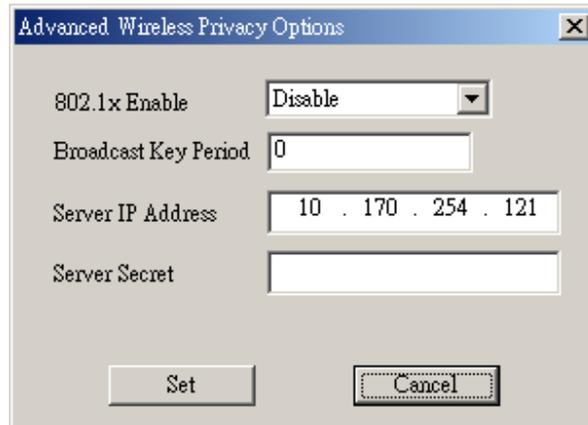 Advanced Wireless Privacy Options
802.1x Enable Disable
Broadcast Key Period 0
Server IP Address 10 . 170 . 254 . 121
Server Secret
Set Cancel